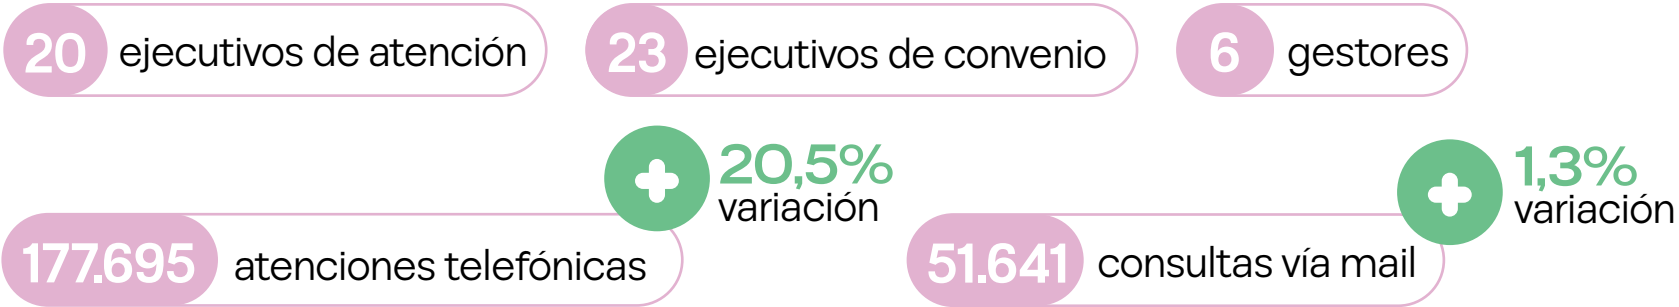 20 ejecutivos de atención
23 ejecutivos de convenio
6 gestores
177.695 atenciones telefónicas
+ 20,5%
variación
51.641 consultas vía mail
+ 1,3%
variación